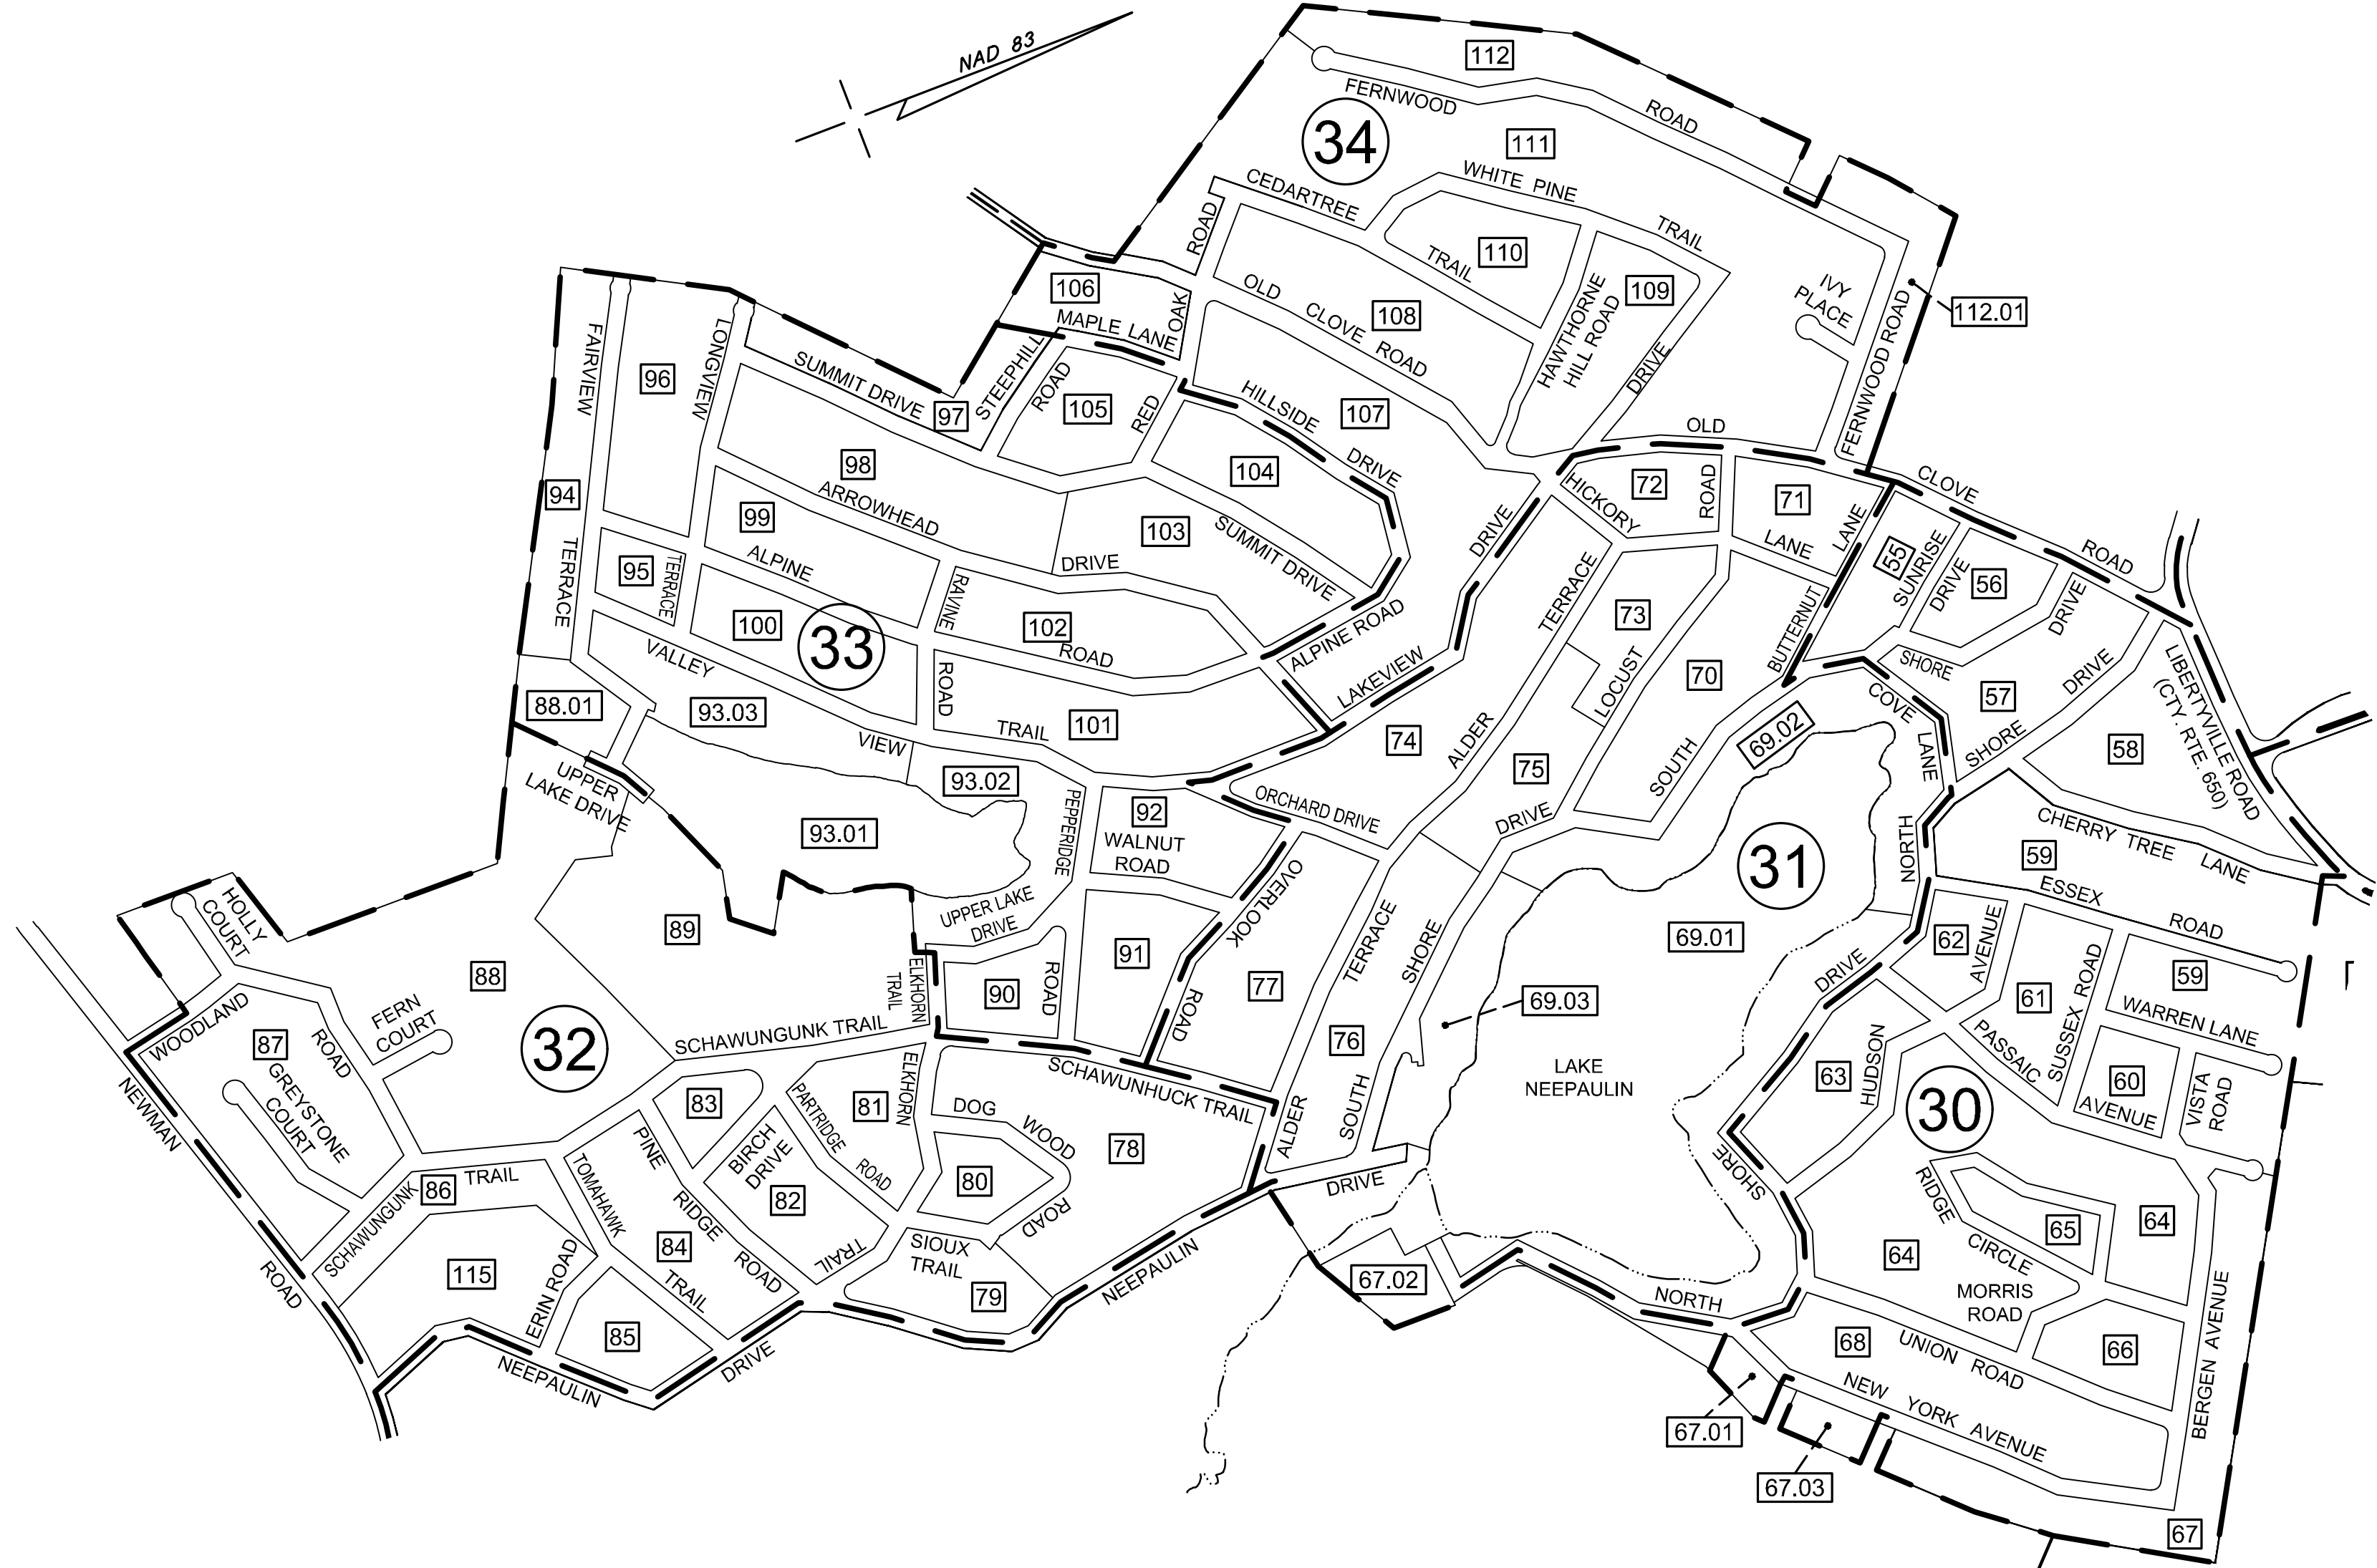 NAD 83
112
FERNWOOD
ROAD
34
111
WHITE PINE
TRAIL
CEDARTREE
TRAIL
110
ROAD
109
HAWTHORNE
HILL ROAD
DRIVE
IVY
PLACE
FERNWOOD ROAD
112.01
108
OLD CLOVE ROAD
106
MAPLE LANE
OAK
RED
STEEPHILL
ROAD
105
107
HILLSIDE
DRIVE
104
FAIRVIEW
TERRACE
96
LONGVIEW
TERRACE
SUMMIT DRIVE
97
94
98
ARROWHEAD
DRIVE
99
ALPINE
ROAD
103
SUMMIT DRIVE
95
100
33
RAVINE
ROAD
102
ALPINE ROAD
LAKEVIEW
DRIVE
VALLEY
VIEW
TRAIL
101
88.01
93.03
93.02
93.01
UPPER
LAKE DRIVE
OLD
CLOVE
ROAD
72
HICKORY
LANE
ROAD
71
BUTTERNUT
LANE
55
SUNRISE
DRIVE
56
SHORE
DRIVE
57
SHORE
DRIVE
COVE
LANE
LIBERTYVILLE ROAD
(CTY. RTE. 650)
58
CHERRY TREE LANE
73
LOCUST
70
ALDER
TERRACE
74
75
SOUTH
SHORE
DRIVE
69.02
31
69.01
69.03
LAKE
NEEPAULIN
ORCHARD DRIVE
PEPPERIDGE
ROAD
92
WALNUT
ROAD
OVERLOOK
ROAD
91
90
UPPER LAKE
DRIVE
ELKHORN
TRAIL
77
ALDER
TERRACE
76
SOUTH
DRIVE
89
88
32
HOLLY
COURT
WOODLAND
ROAD
FERN
COURT
87
GREYSTONE
COURT
NEWMAN
ROAD
SCHAWUNGUNK TRAIL
SCHAWUNHUCK TRAIL
SCHAWUNGUNK
TRAIL
86
115
ERIN ROAD
TOMAHAWK
TRAIL
85
84
PINE
RIDGE
ROAD
83
BIRCH
DRIVE
82
PARTRIDGE
ROAD
81
ELKHORN
TRAIL
DOG
WOOD
ROAD
80
78
SIOUX
TRAIL
79
NEEPAULIN
DRIVE
NEEPAULIN
NORTH
SHORE
DRIVE
NORTH
59
ESSEX
ROAD
62
AVENUE
61
SUSSEX ROAD
59
WARREN LANE
60
AVENUE
PASSAIC
VISTA
ROAD
63
HUDSON
30
64
RIDGE
CIRCLE
65
64
MORRIS
ROAD
66
68
UNION ROAD
NEW YORK AVENUE
BERGEN AVENUE
67.02
67.01
67.03
67